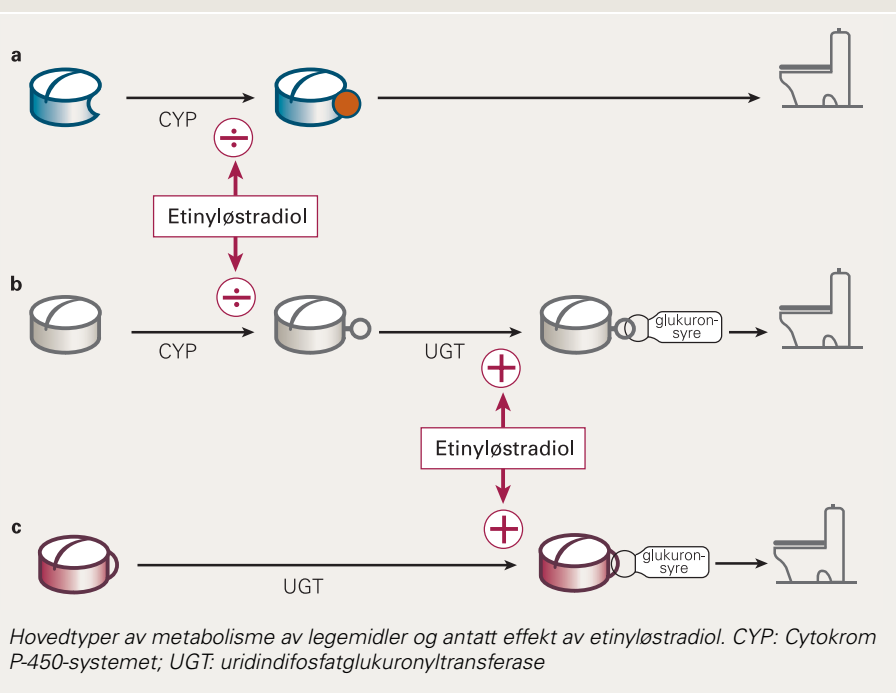 a
CYP
÷
Etinyløstradiol
÷
b
CYP
UGT
glukuron-
syre
+
Etinyløstradiol
+
c
UGT
glukuron-
syre
Hovedtyper av metabolisme av legemidler og antatt effekt av etinyløstradiol. CYP: Cytokrom
P-450-systemet; UGT: uridindifosfatglukuronyltransferase